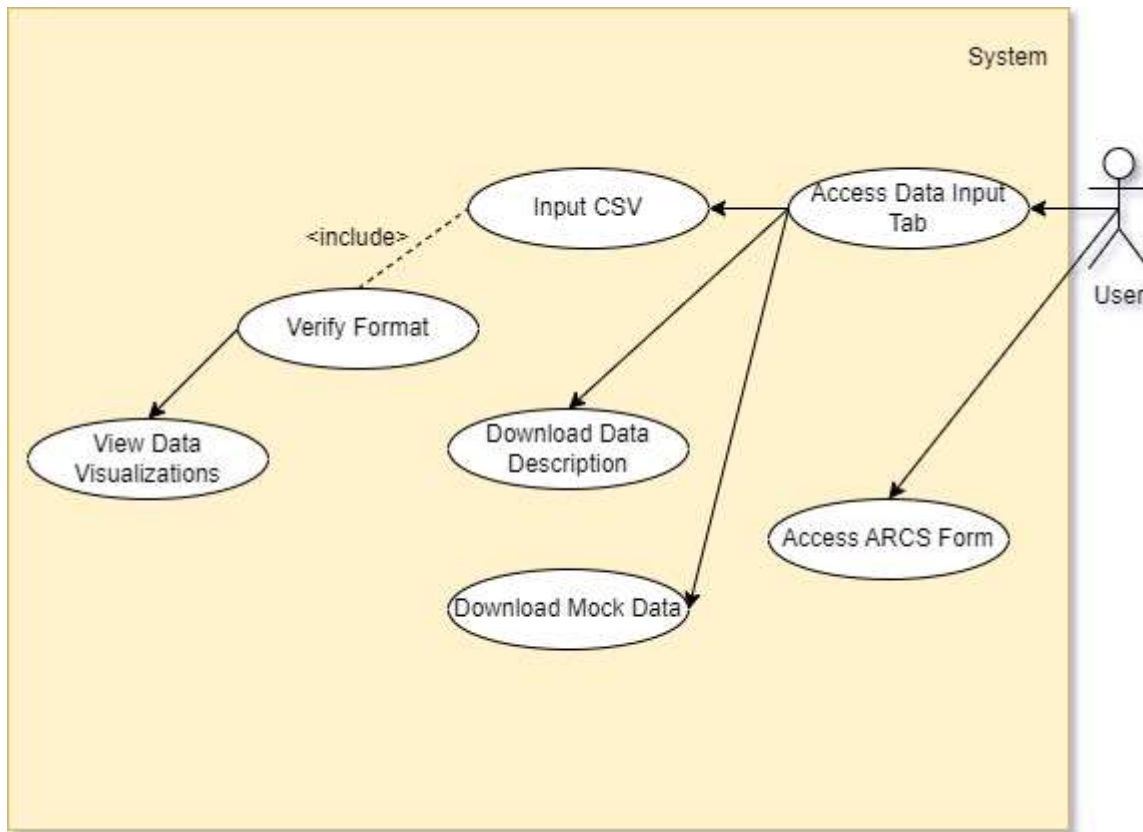 System
Access Data Input
Tab
Input CSV
<include>
User
Verify Format
View Data
Visualizations
Download Data
Description
Access ARCS Form
Download Mock Data